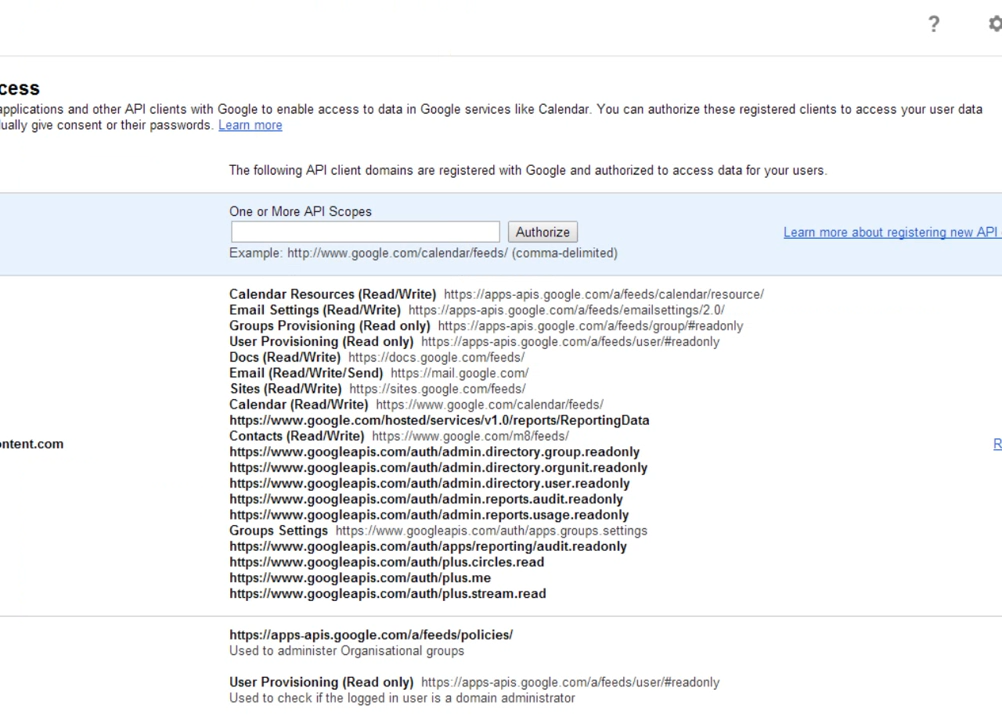 ?
cess
applications and other API clients with Google to enable access to data in Google services like Calendar. You can authorize these registered clients to access your user data
ually give consent or their passwords. Learn more
The following API client domains are registered with Google and authorized to access data for your users.
One or More API Scopes
Authorize
Learn more about registering new API
Example: http://www.google.com/calendar/feeds/ (comma-delimited)
Calendar Resources (Read/Write) https://apps-apis.google.com/a/feeds/calendar/resource/
Email Settings (Read/Write) https://apps-apis.google.com/a/feeds/emailsettings/2.0/
Groups Provisioning (Read only) https://apps-apis.google.com/a/feeds/group/#readonly
User Provisioning (Read only) https://apps-apis.google.com/a/feeds/user/#readonly
Docs (Read/Write) https://docs.google.com/feeds/
Email (Read/Write/Send) https://mail.google.com/
Sites (Read/Write) https://sites.google.com/feeds/
Calendar (Read/Write) https://www.google.com/calendar/feeds/
https://www.google.com/hosted/services/v1.0/reports/ReportingData
Contacts (Read/Write) https://www.google.com/m8/feeds/
ontent.com
R
https://www.googleapis.com/auth/admin.directory.group.readonly
https://www.googleapis.com/auth/admin.directory.orgunit.readonly
https://www.googleapis.com/auth/admin.directory.user.readonly
https://www.googleapis.com/auth/admin.reports.audit.readonly
https://www.googleapis.com/auth/admin.reports.usage.readonly
Groups Settings https://www.googleapis.com/auth/apps.groups.settings
https://www.googleapis.com/auth/apps/reporting/audit.readonly
https://www.googleapis.com/auth/plus.circles.read
https://www.googleapis.com/auth/plus.me
https://www.googleapis.com/auth/plus.stream.read
https://apps-apis.google.com/a/feeds/policies/
Used to administer Organisational groups
User Provisioning (Read only) https://apps-apis.google.com/a/feeds/user/#readonly
Used to check if the logged in user is a domain administrator